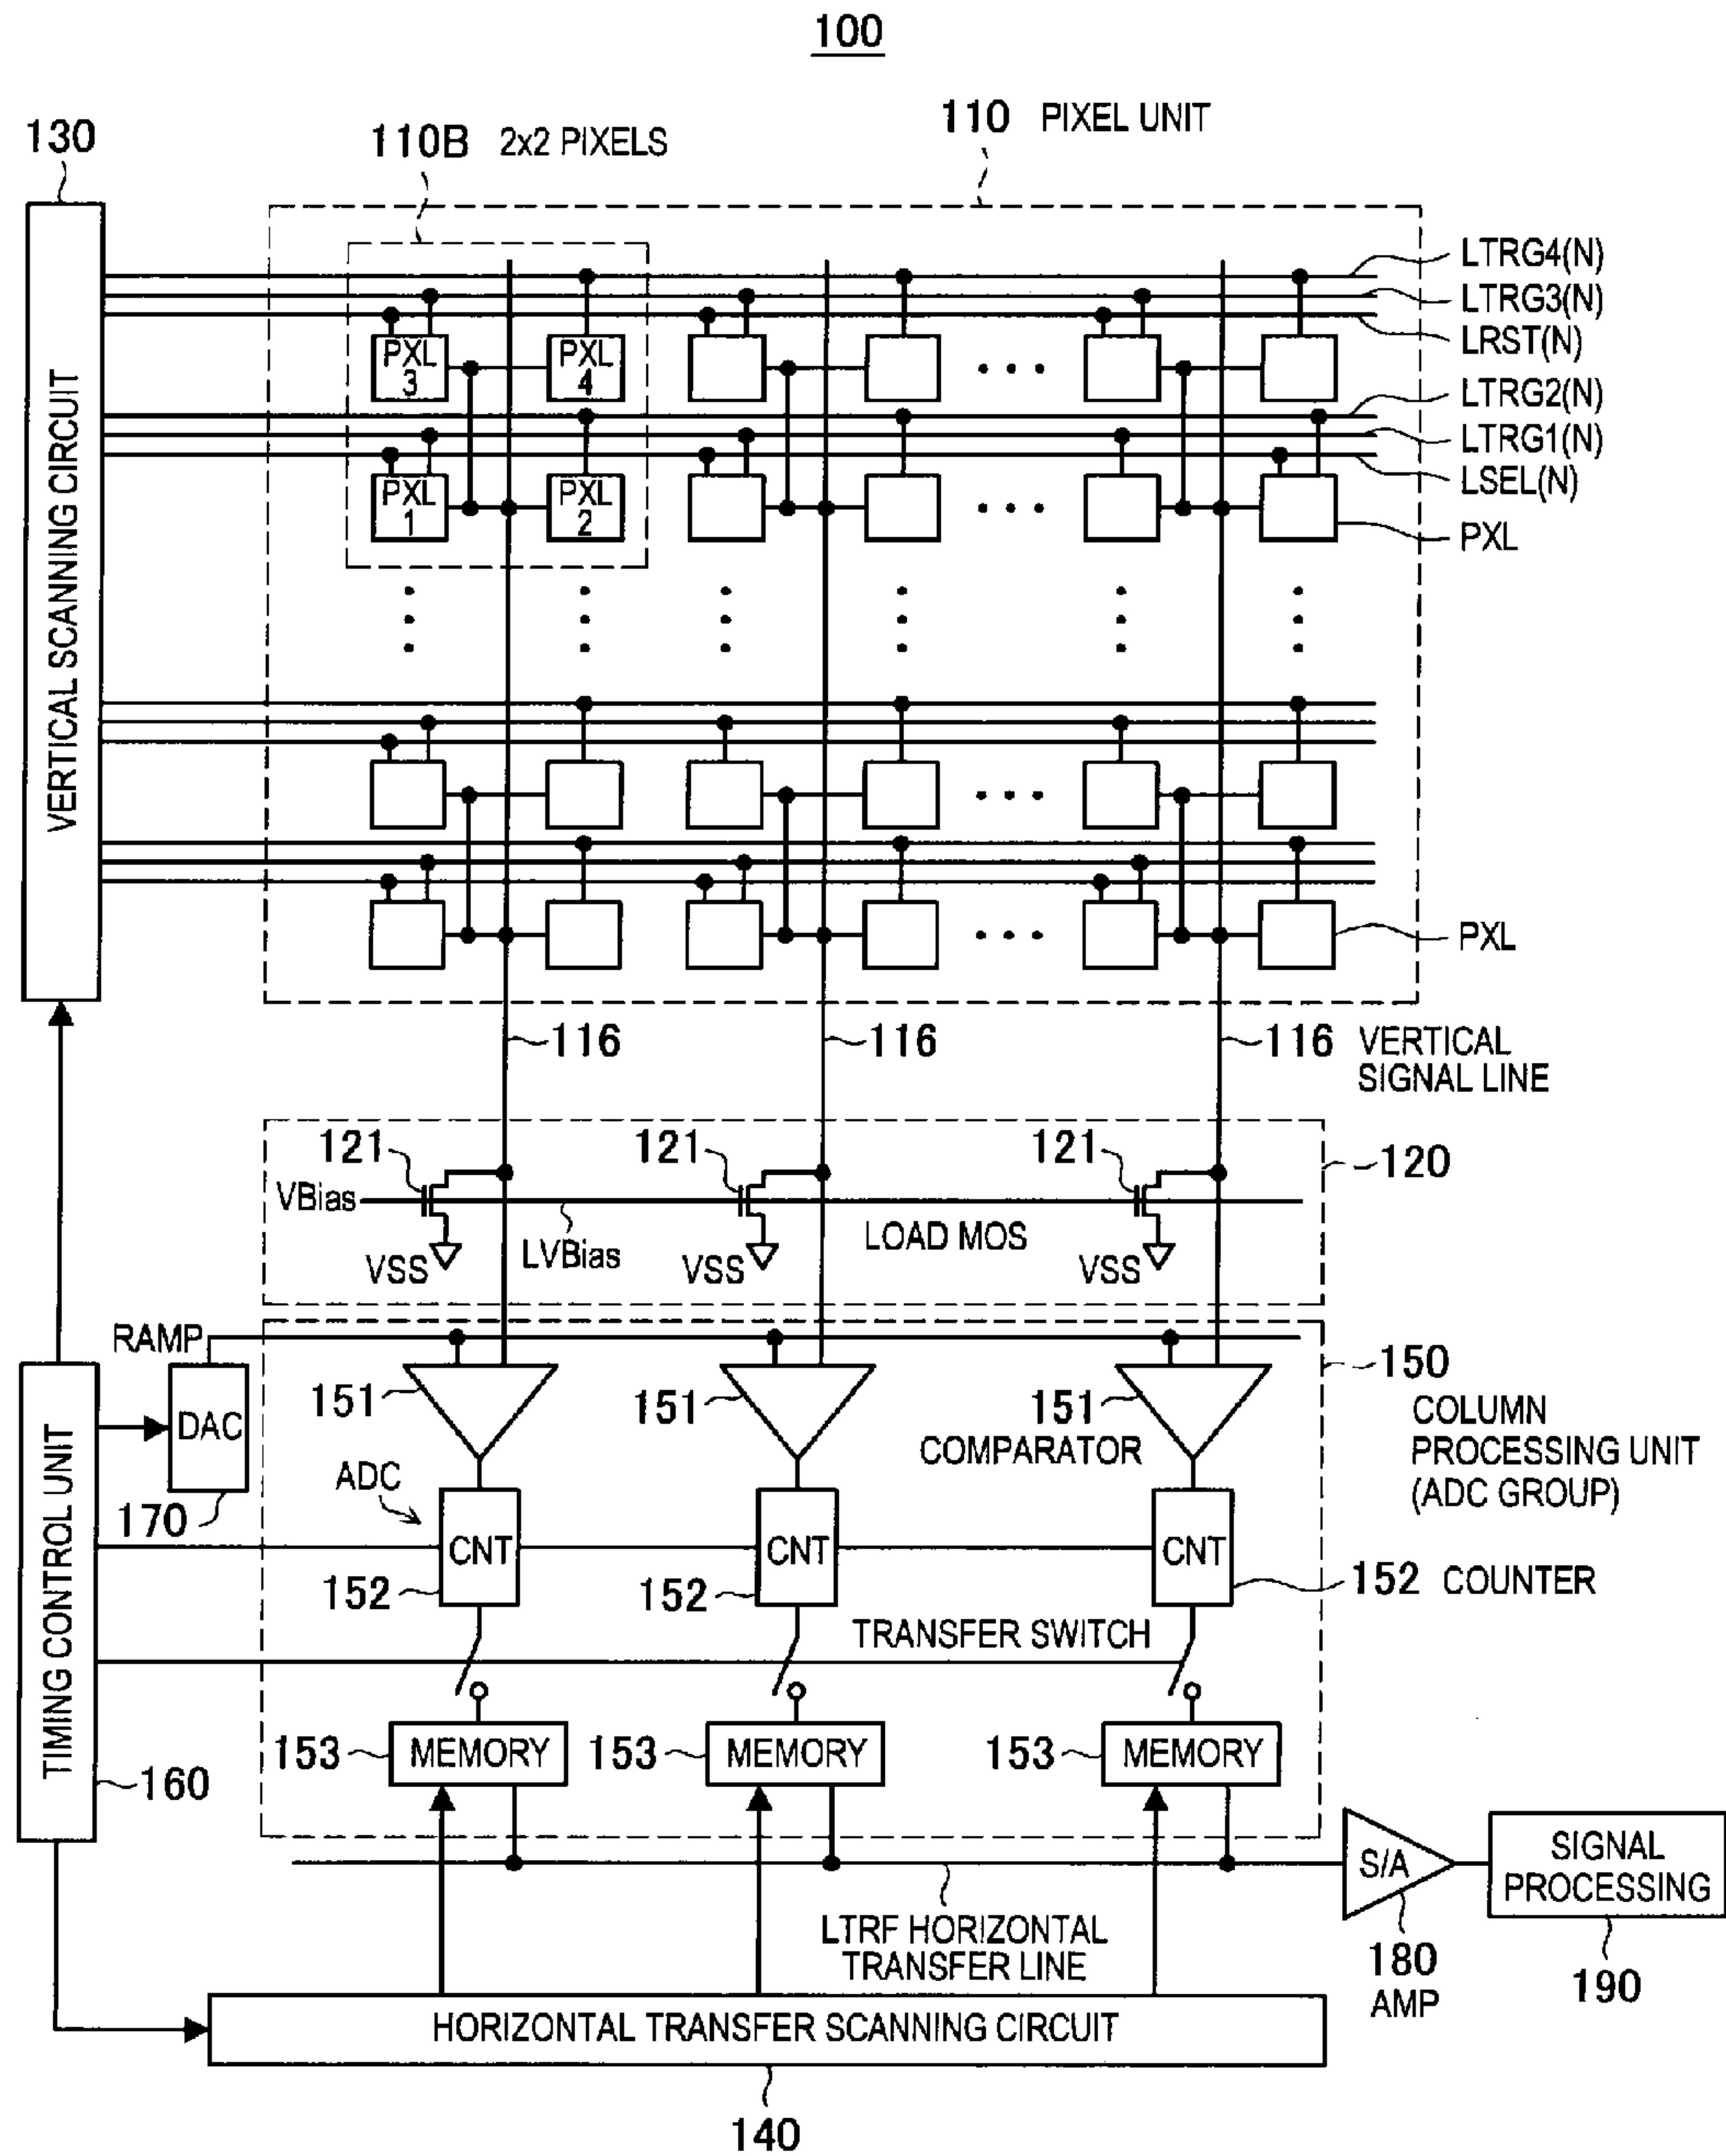 100
130
110B 2x2 PIXELS
110 PIXEL UNIT
LTRG4(N)
LTRG3(N)
LRST(N)
PXL 3
PXL 4
LTRG2(N)
LTRG1(N)
LSEL(N)
PXL 1
PXL 2
PXL
VERTICAL SCANNING CIRCUIT
PXL
116
116
116 VERTICAL
SIGNAL LINE
121
121
121
120
VBias
LVBias
LOAD MOS
VSS
VSS
VSS
RAMP
DAC
170
151
151
151
COMPARATOR
150
COLUMN
PROCESSING UNIT
(ADC GROUP)
ADC
CNT
CNT
CNT
152
152
152 COUNTER
TRANSFER SWITCH
TIMING CONTROL UNIT
160
153
MEMORY
153
MEMORY
153
MEMORY
S/A
SIGNAL
PROCESSING
LTRF HORIZONTAL
TRANSFER LINE
180
AMP
190
HORIZONTAL TRANSFER SCANNING CIRCUIT
140